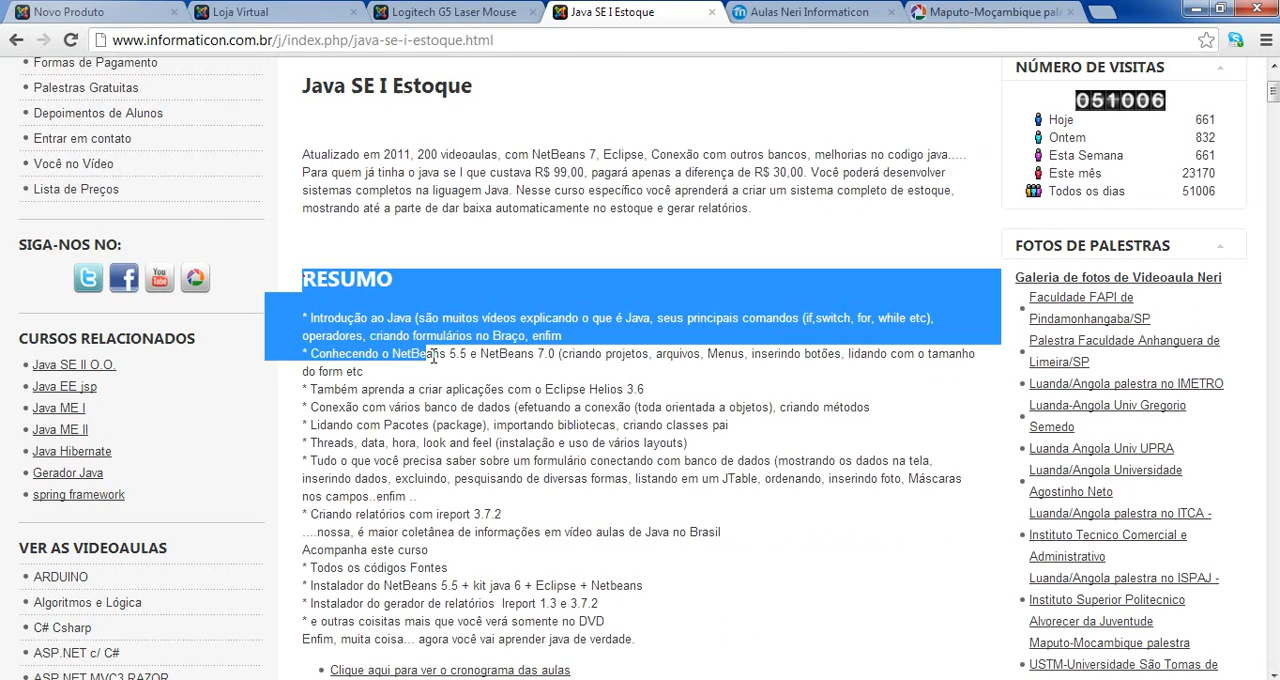 Novo Produto
Loja Virtual
Logitech G5 Laser Mouse
Java SE I Estoque
Aulas Neri Informaticon
Maputo-Moçambique pale
www.informaticon.com.br/j/index.php/java-se-i-estoque.html
Formas de Pagamento
Palestras Gratuitas
Depoimentos de Alunos
Entrar em contato
Você no Vídeo
Lista de Preços
SIGA-NOS NO:
You Tube
CURSOS RELACIONADOS
Java SE II O.O.
Java EE jsp
Java ME I
Java ME II
Java Hibernate
Gerador Java
spring framework
VER AS VIDEOAULAS
ARDUINO
Algoritmos e Lógica
C# Csharp
ASP.NET c/ C#
ASP.NET MVC3 RAZOR
Java SE I Estoque
Atualizado em 2011, 200 videoaulas, com NetBeans 7, Eclipse, Conexão com outros bancos, melhorias no codigo java.....
Para quem já tinha o java se I que custava R$ 99,00, pagará apenas a diferença de R$ 30,00. Você poderá desenvolver
sistemas completos na liguagem Java. Nesse curso específico você aprenderá a criar um sistema completo de estoque,
mostrando até a parte de dar baixa automaticamente no estoque e gerar relatórios.
RESUMO
* Introdução ao Java (são muitos vídeos explicando o que é Java, seus principais comandos (if,switch, for, while etc),
operadores, criando formulários no Braço, enfim
* Conhecendo o NetBeans 5.5 e NetBeans 7.0 (criando projetos, arquivos, Menus, inserindo botões, lidando com o tamanho
do form etc
* Também aprenda a criar aplicações com o Eclipse Helios 3.6
* Conexão com vários banco de dados (efetuando a conexão (toda orientada a objetos), criando métodos
* Lidando com Pacotes (package), importando bibliotecas, criando classes pai
* Threads, data, hora, look and feel (instalação e uso de vários layouts)
* Tudo o que você precisa saber sobre um formulário conectando com banco de dados (mostrando os dados na tela,
inserindo dados, excluindo, pesquisando de diversas formas, listando em um JTable, ordenando, inserindo foto, Máscaras
nos campos..enfim ..
* Criando relatórios com ireport 3.7.2
....nossa, é maior coletânea de informações em vídeo aulas de Java no Brasil
Acompanha este curso
* Todos os códigos Fontes
* Instalador do NetBeans 5.5 + kit java 6 + Eclipse + Netbeans
* Instalador do gerador de relatórios Ireport 1.3 e 3.7.2
* e outras coisitas mais que você verá somente no DVD
Enfim, muita coisa... agora você vai aprender java de verdade.
Clique aqui para ver o cronograma das aulas
NÚMERO DE VISITAS
051006
Hoje 661
Ontem 832
Esta Semana 661
Este mês 23170
Todos os dias 51006
FOTOS DE PALESTRAS
Galeria de fotos de Videoaula Neri
Faculdade FAPI de
Pindamonhangaba/SP
Palestra Faculdade Anhanguera de
Limeira/SP
Luanda/Angola palestra no IMETRO
Luanda-Angola Univ Gregorio
Semedo
Luanda Angola Univ UPRA
Luanda/Angola Universidade
Agostinho Neto
Luanda/Angola palestra no ITCA -
Instituto Tecnico Comercial e
Administrativo
Luanda/Angola palestra no ISPAJ -
Instituto Superior Politecnico
Alvorecer da Juventude
Maputo-Mocambique palestra
USTM-Universidade São Tomas de